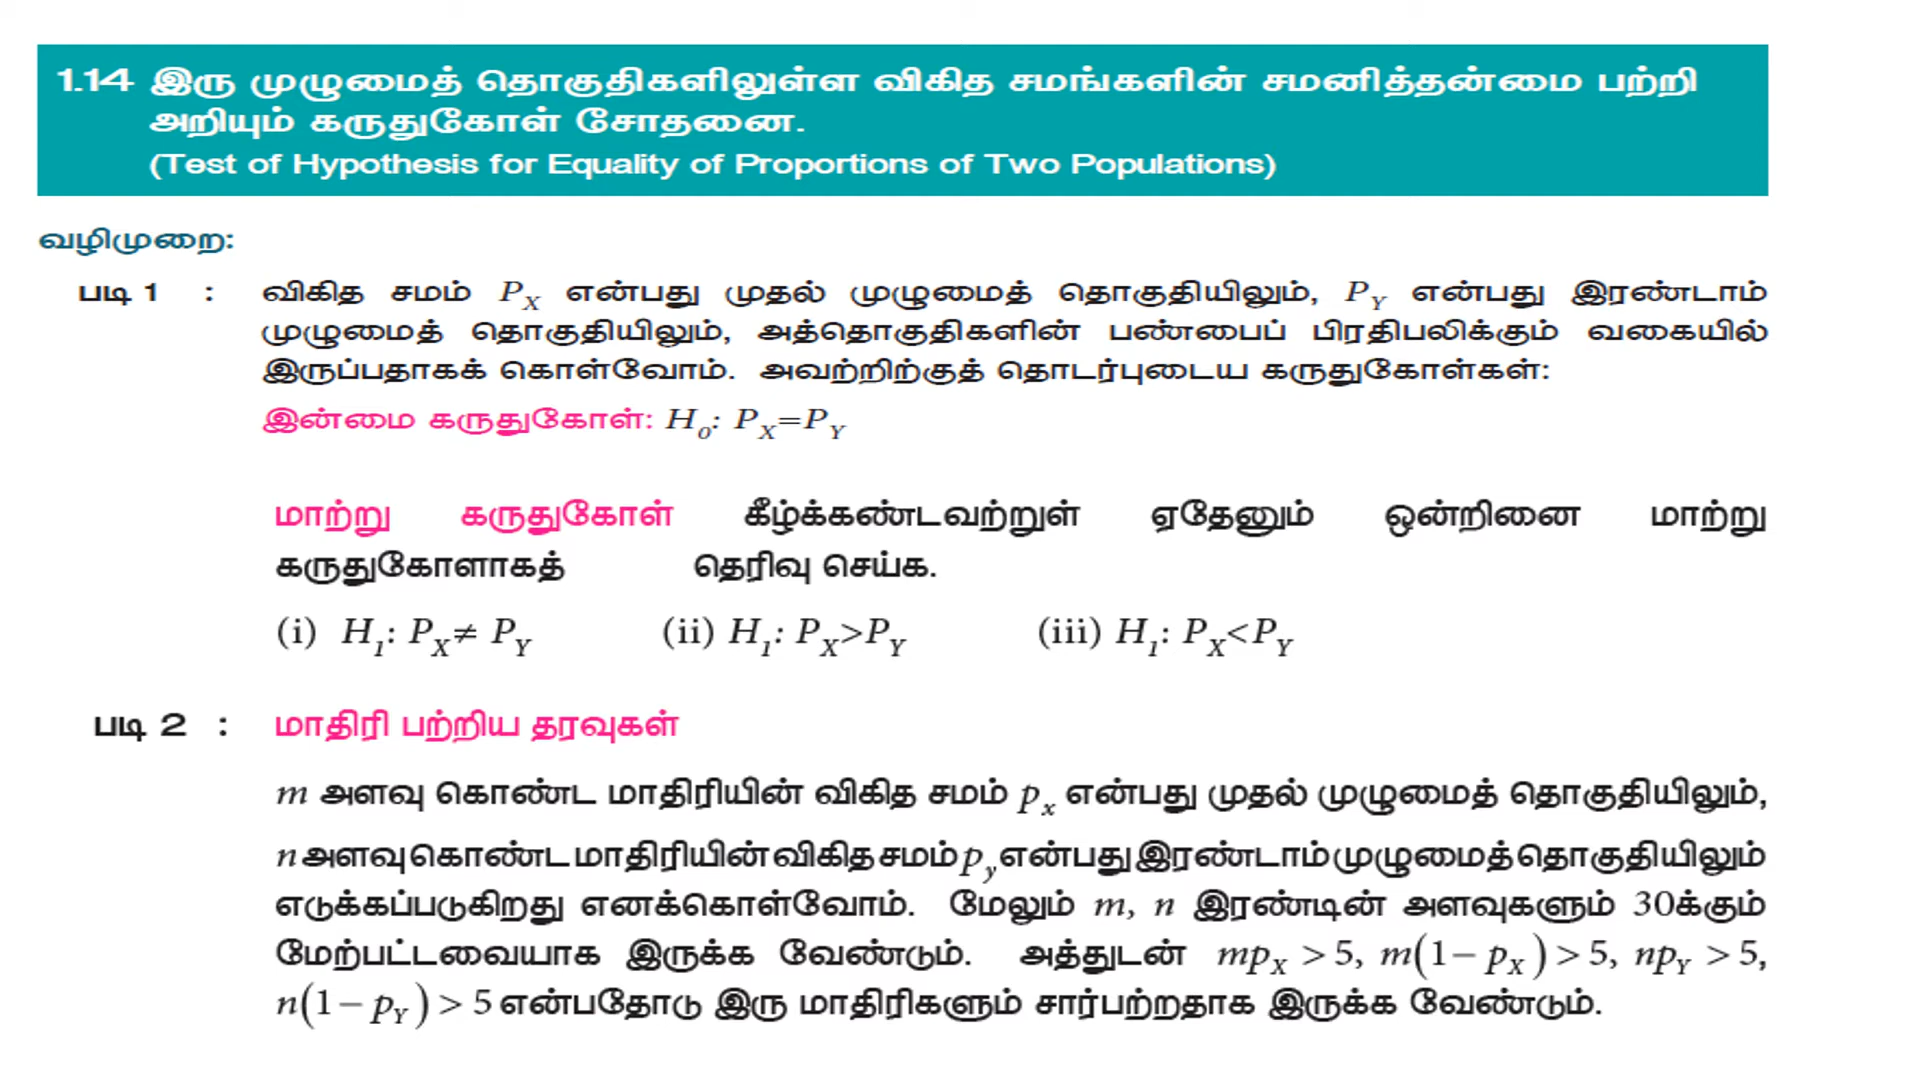 1.14 இரு முழுமைத் தொகுதிகளிலுள்ள விகித சமங்களின் சமனித்தன்மை பற்றி
அறியும் கருதுகோள் சோதனை.
(Test of Hypothesis for Equality of Proportions of Two Populations)
வழிமுறை:
படி 1 : விகித சமம் P_X என்பது முதல் முழுமைத் தொகுதியிலும், P_Y என்பது இரண்டாம்
முழுமைத் தொகுதியிலும், அத்தொகுதிகளின் பண்பைப் பிரதிபலிக்கும் வகையில்
இருப்பதாகக் கொள்வோம். அவற்றிற்குத் தொடர்புடைய கருதுகோள்கள்:
இன்மை கருதுகோள்: H_0: P_X=P_Y
மாற்று கருதுகோள் கீழ்க்கண்டவற்றுள் ஏதேனும் ஒன்றினை மாற்று
கருதுகோளாகத் தெரிவு செய்க.
(i) H_1: P_X≠ P_Y (ii) H_1: P_X>P_Y (iii) H_1: P_X<P_Y
படி 2 : மாதிரி பற்றிய தரவுகள்
m அளவு கொண்ட மாதிரியின் விகித சமம் p_x என்பது முதல் முழுமைத் தொகுதியிலும்,
n அளவு கொண்ட மாதிரியின் விகித சமம் p_y என்பது இரண்டாம் முழுமைத் தொகுதியிலும்
எடுக்கப்படுகிறது எனக்கொள்வோம். மேலும் m, n இரண்டின் அளவுகளும் 30க்கும்
மேற்பட்டவையாக இருக்க வேண்டும். அத்துடன் mp_X > 5, m(1− p_X) > 5, np_Y > 5,
n(1− p_Y) > 5 என்பதோடு இரு மாதிரிகளும் சார்பற்றதாக இருக்க வேண்டும்.